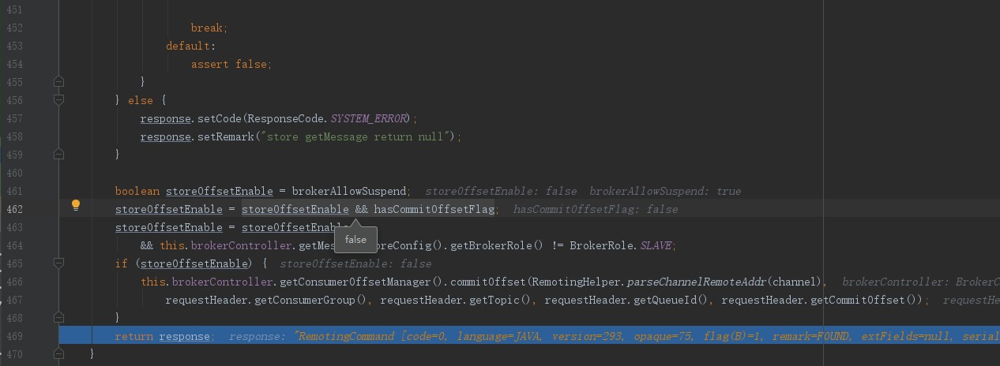 451
452 break;
453 default:
454 assert false;
455 }
456 } else {
457 response.setCode(ResponseCode.SYSTEM_ERROR);
458 response.setRemark("store getMessage return null");
459 }
460
461 boolean storeOffsetEnable = brokerAllowSuspend; storeOffsetEnable: false brokerAllowSuspend: true
462 storeOffsetEnable = storeOffsetEnable && hasCommitOffsetFlag; hasCommitOffsetFlag: false
463 storeOffsetEnable = storeOffsetEnable
false
464 && this.brokerController.getMes oreConfig().getBrokerRole() != BrokerRole.SLAVE;
465 if (storeOffsetEnable) { storeOffsetEnable: false
466 this.brokerController.getConsumerOffsetManager().commitOffset(RemotingHelper.parseChannelRemoteAddr(channel), brokerController: BrokerC
467 requestHeader.getConsumerGroup(), requestHeader.getTopic(), requestHeader.getQueueId(), requestHeader.getCommitOffset()); requestHe
468 }
469 return response; response: "RemotingCommand [code=0, language=JAVA, version=293, opaque=75, flag(B)=1, remark=FOUND, extFields=null, serial
470 }